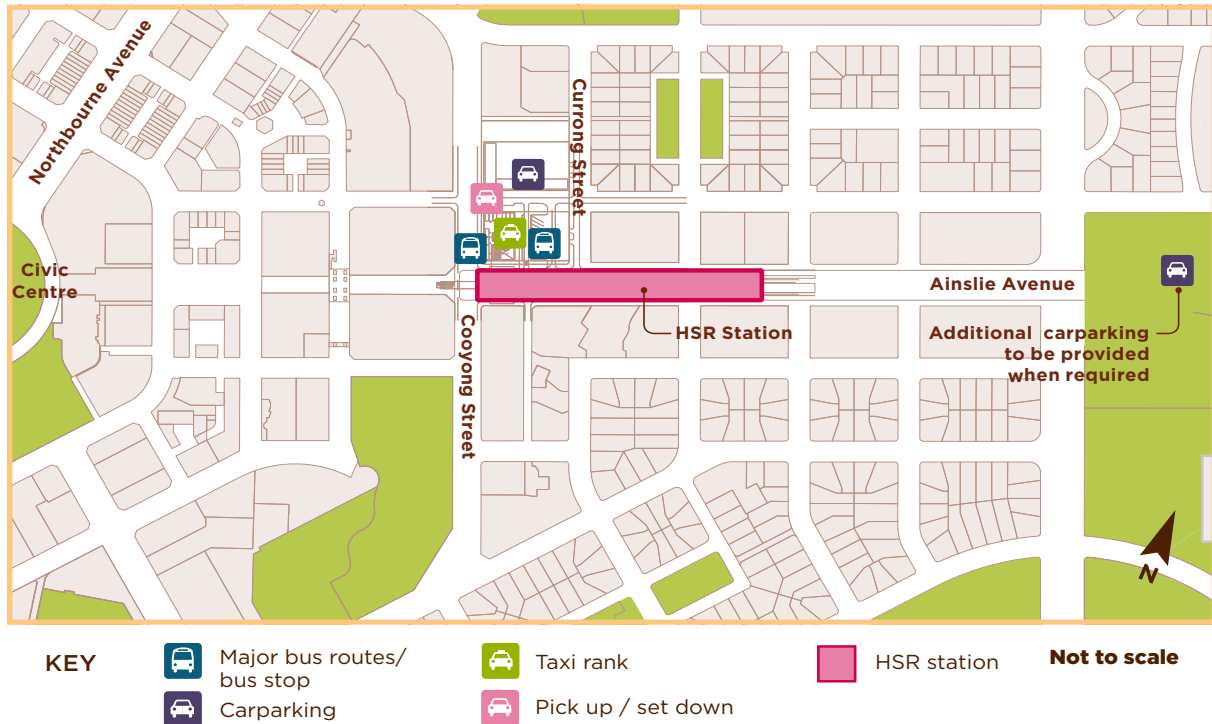 Northbourne Avenue
Currong Street
Civic
Centre
Ainslie Avenue
HSR Station
Additional carparking
to be provided
when required
Cooyong Street
N
KEY
Major bus routes/
bus stop
Carparking
Taxi rank
Pick up / set down
HSR station
Not to scale